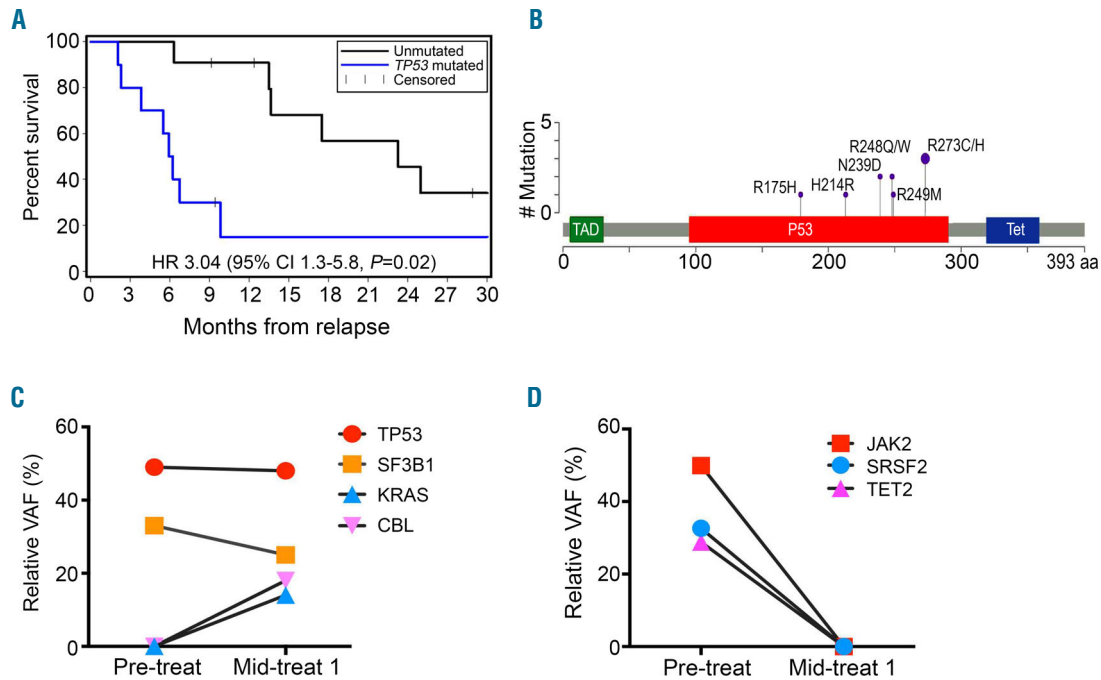 A
100
80
60
40
20
0
Percent survival
Unmutated
TP53 mutated
Censored
HR 3.04 (95% CI 1.3-5.8, P=0.02)
0 3 6 9 12 15 18 21 24 27 30
Months from relapse
B
# Mutation
5
0
R175H
H214R
N239D
R248Q/W
R249M
R273C/H
TAD
P53
Tet
0 100 200 300 393 aa
C
Relative VAF (%)
60
40
20
0
Pre-treat Mid-treat 1
TP53
SF3B1
KRAS
CBL
D
Relative VAF (%)
60
40
20
0
Pre-treat Mid-treat 1
JAK2
SRSF2
TET2